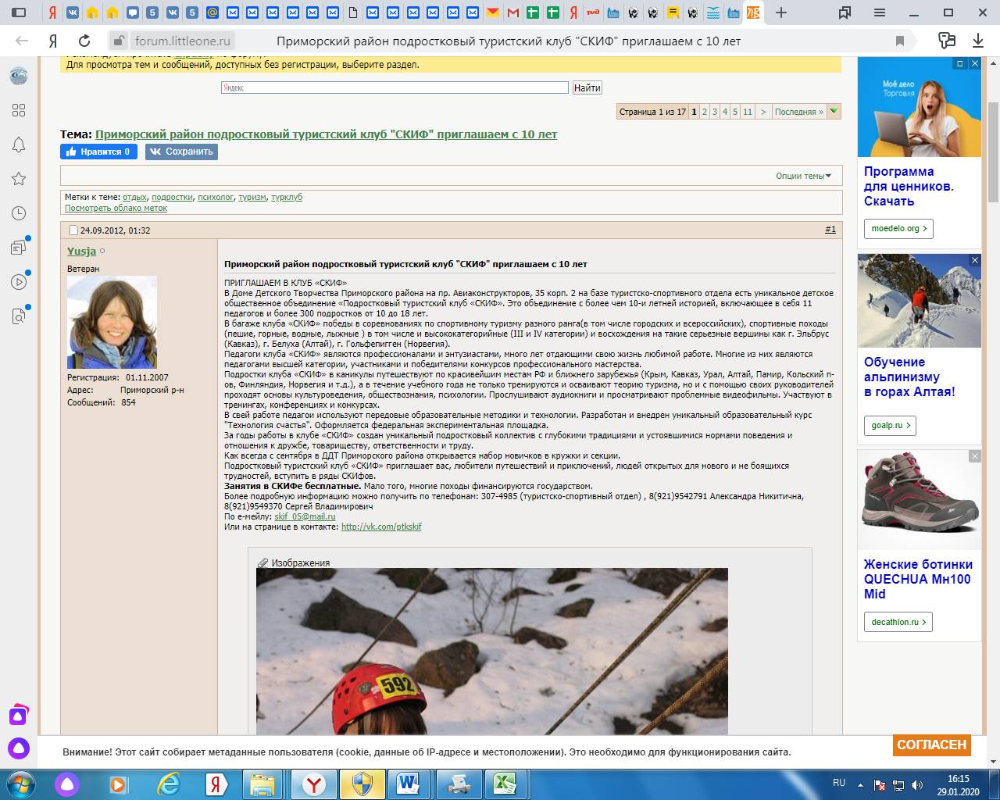 forum.littleone.ru
Приморский район подростковый туристский клуб "СКИФ" приглашаем с 10 лет
Для просмотра тем и сообщений, доступных без регистрации, выберите раздел.
Яндекс
Найти
Страница 1 из 17 1 2 3 4 5 11 > Последняя »
Тема: Приморский район подростковый туристский клуб "СКИФ" приглашаем с 10 лет
Нравится 0
Сохранить
Опции темы
Метки к теме: отдых, подростки, психолог, туризм, турклуб
Посмотреть облако меток
24.09.2012, 01:32
#1
Yusja
Ветеран
Регистрация: 01.11.2007
Адрес: Приморский р-н
Сообщений: 854
Приморский район подростковый туристский клуб "СКИФ" приглашаем с 10 лет
ПРИГЛАШАЕМ В КЛУБ «СКИФ»
В Доме Детского Творчества Приморского района на пр. Авиаконструкторов, 35 корп. 2 на базе туристско-спортивного отдела есть уникальное детское
общественное объединение «Подростковый туристский клуб «СКИФ». Это объединение с более чем 10-и летней историей, включающее в себя 11
педагогов и более 300 подростков от 10 до 18 лет.
В багаже клуба «СКИФ» победы в соревнованиях по спортивному туризму разного ранга(в том числе городских и всероссийских), спортивные походы
(пешие, горные, водные, лыжные ) в том числе и высококатегорийные (III и IV категории) и восхождения на такие серьезные вершины как г. Эльбрус
(Кавказ), г. Белуха (Алтай), г. Гольфепигген (Норвегия).
Педагоги клуба «СКИФ» являются профессионалами и энтузиастами, много лет отдающими свою жизнь любимой работе. Многие из них являются
педагогами высшей категории, участниками и победителями конкурсов профессионального мастерства.
Подростки клуба «СКИФ» в каникулы путешествуют по красивейшим местам РФ и ближнего зарубежья (Крым, Кавказ, Урал, Алтай, Памир, Кольский п-
ов, Финляндия, Норвегия и т.д.), а в течение учебного года не только тренируются и осваивают теорию туризма, но и с помощью своих руководителей
проходят основы культуроведения, обществознания, психологии. Прослушивают аудиокниги и просматривают проблемные видеофильмы. Участвуют в
тренингах, конференциях и конкурсах.
В свей работе педагоги используют передовые образовательные методики и технологии. Разработан и внедрен уникальный образовательный курс
"Технология счастья". Оформляется федеральная экспериментальная площадка.
За годы работы в клубе «СКИФ» создан уникальный подростковый коллектив с глубокими традициями и устоявшимися нормами поведения и
отношения к дружбе, товариществу, ответственности и труду.
Как всегда с сентября в ДДТ Приморского района открывается набор новичков в кружки и секции.
Подростковый туристский клуб «СКИФ» приглашает вас, любители путешествий и приключений, людей открытых для нового и не боящихся
трудностей, вступить в ряды СКИфов.
Занятия в СКИФе бесплатные. Мало того, многие походы финансируются государством.
Более подробную информацию можно получить по телефонам: 307-4985 (туристско-спортивный отдел) , 8(921)9542791 Александра Никитична,
8(921)9549370 Сергей Владимирович
По е-мейлу: skif_05@mail.ru
Или на странице в контакте: http://vk.com/ptkskif
Изображения
592
Моё дело
Торговля
Программа
для ценников.
Скачать
moedelo.org
Обучение
альпинизму
в горах Алтая!
goalp.ru
Женские ботинки
QUECHUA Мн100
Mid
decathlon.ru
Внимание! Этот сайт собирает метаданные пользователя (cookie, данные об IP-адресе и местоположении). Это необходимо для функционирования сайта.
СОГЛАСЕН
RU
16:15
29.01.2020